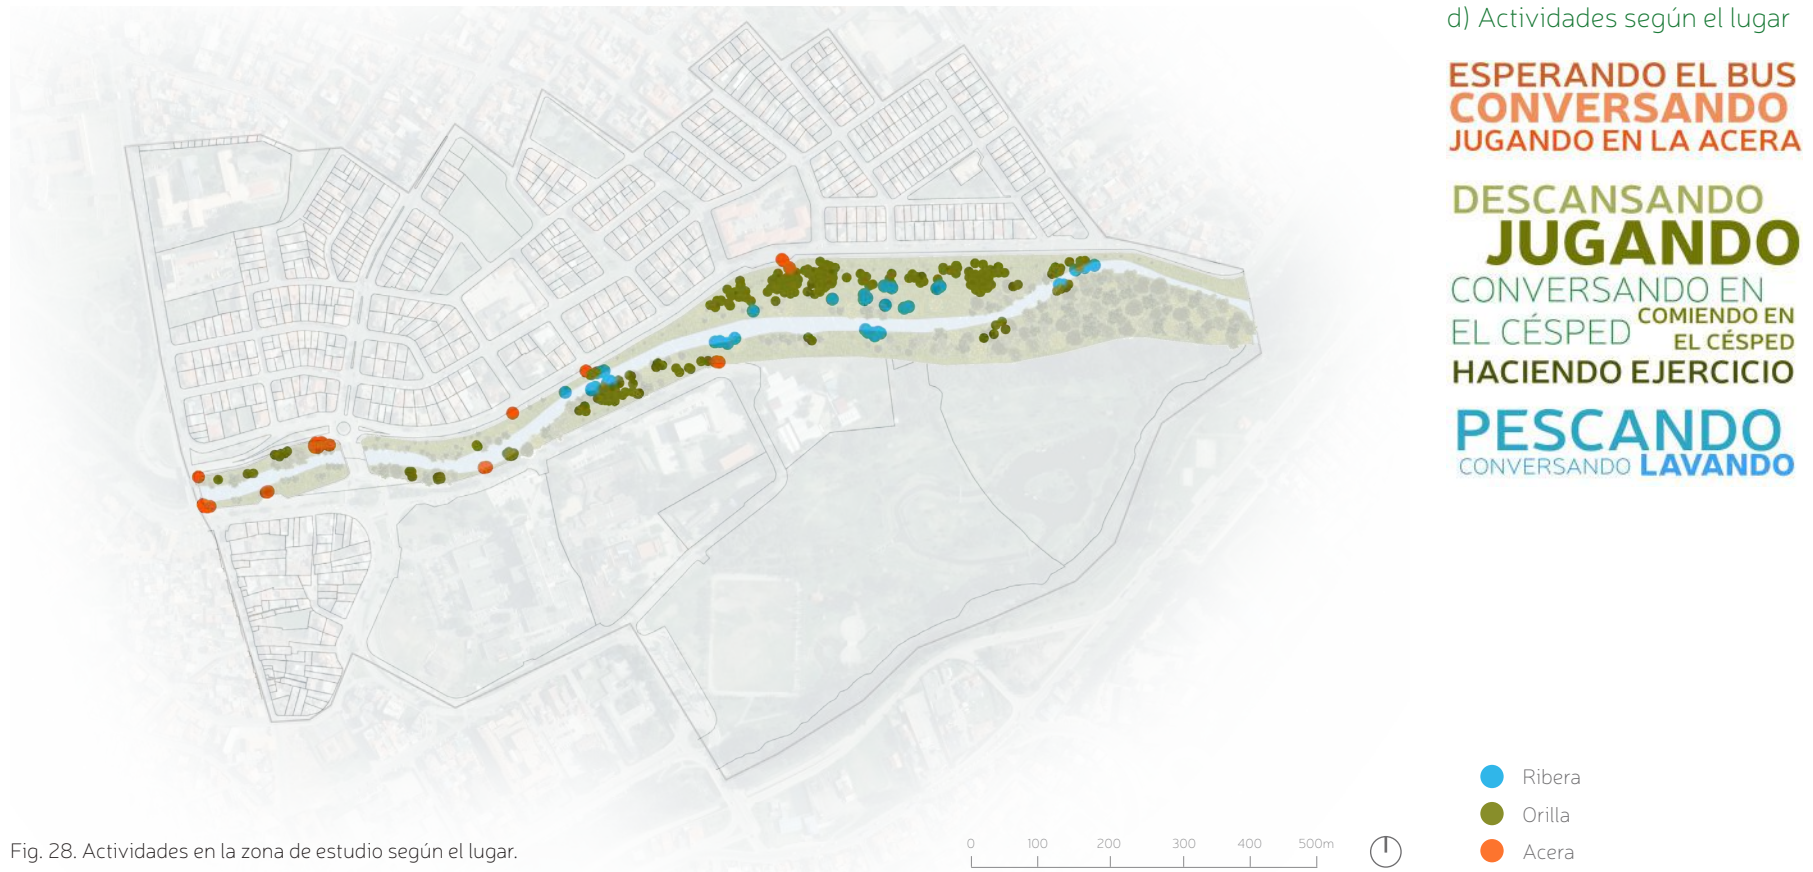 d) Actividades según el lugar
ESPERANDO EL BUS
CONVERSANDO
JUGANDO EN LA ACERA
DESCANSANDO
JUGANDO
CONVERSANDO EN
EL CÉSPED
COMIENDO EN
EL CÉSPED
HACIENDO EJERCICIO
PESCANDO
CONVERSANDO LAVANDO
Ribera
Orilla
Acera
0 100 200 300 400 500m
Fig. 28. Actividades en la zona de estudio según el lugar.